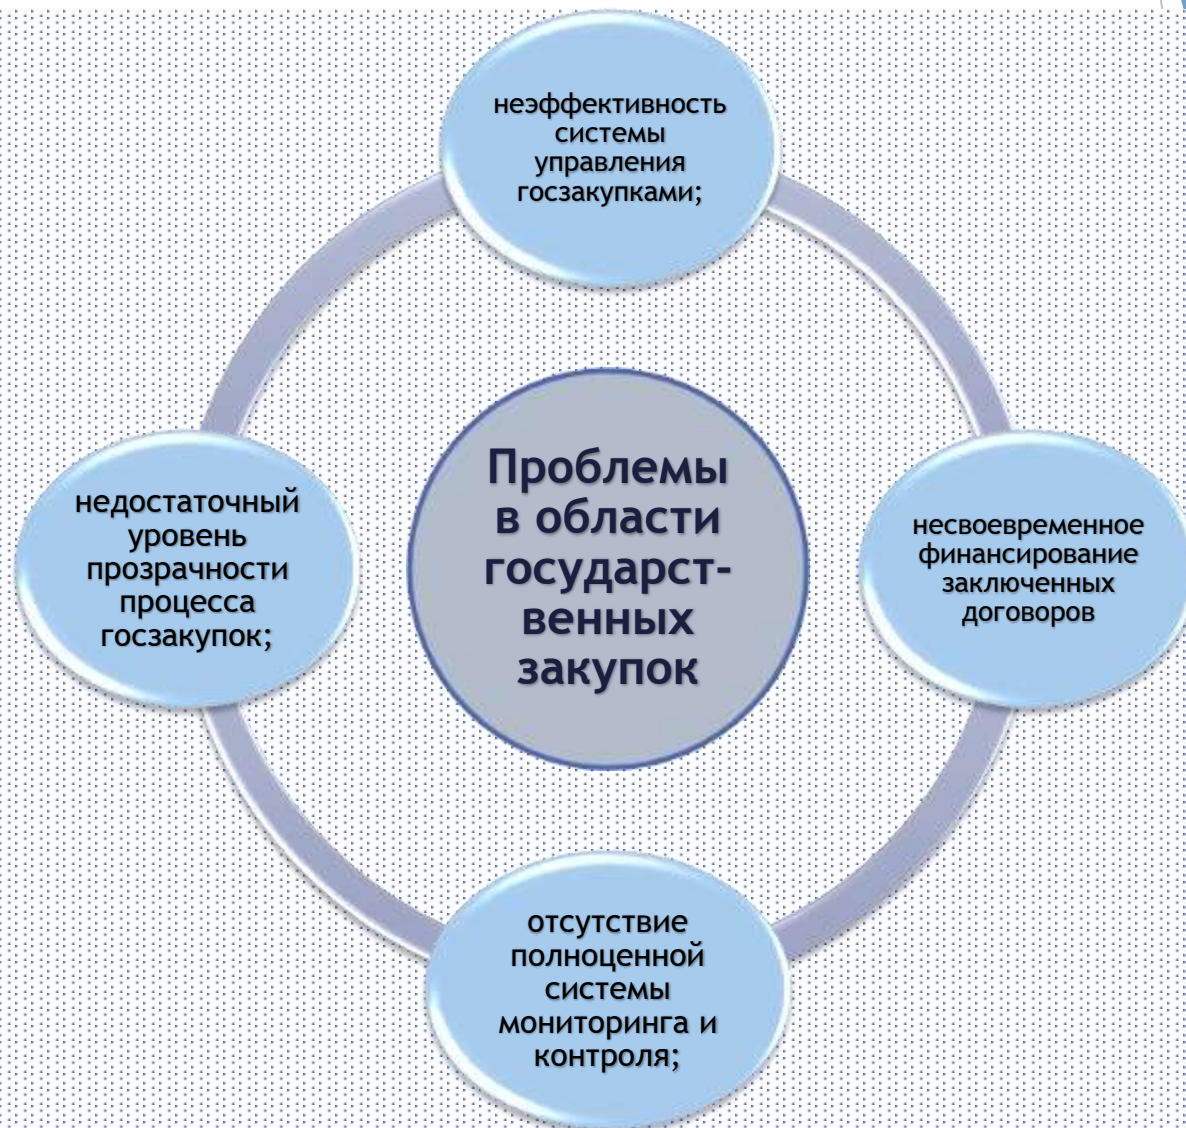 неэффективность
системы
управления
госзакупками;
Проблемы
в области
государст-
венных
закупок
недостаточный
уровень
прозрачности
процесса
госзакупок;
несвоевременное
финансирование
заключенных
договоров
отсутствие
полноценной
системы
мониторинга и
контроля;